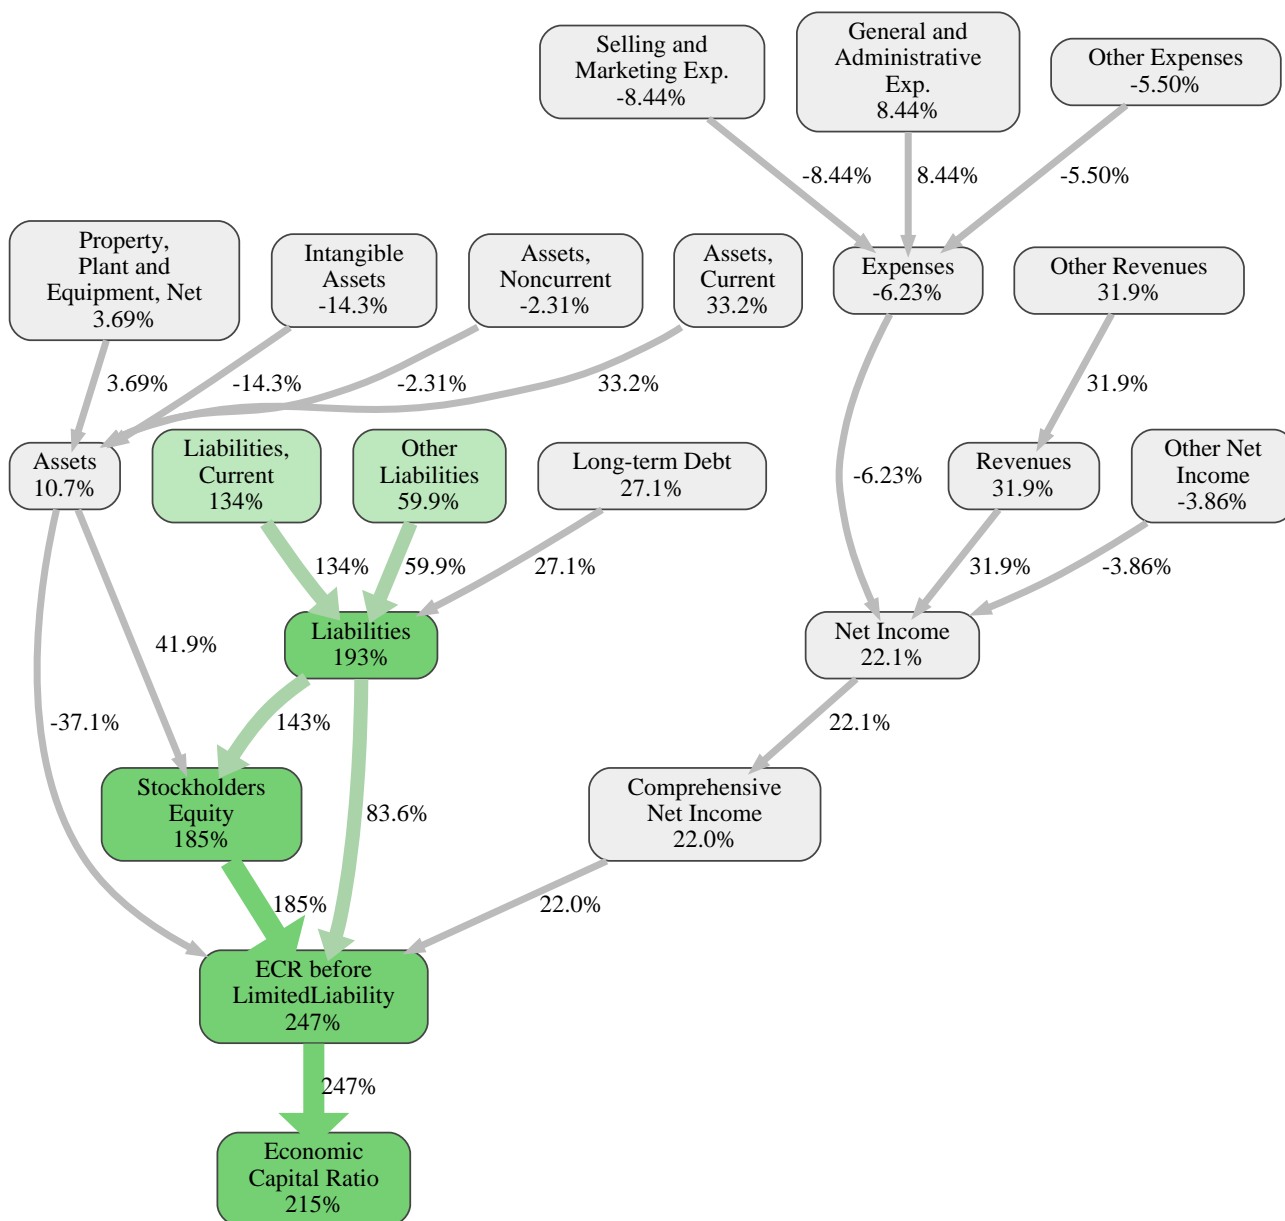 Selling and
Marketing Exp.
-8.44%
General and
Administrative
Exp.
8.44%
Other Expenses
-5.50%
-8.44%
8.44%
-5.50%
Property,
Plant and
Equipment, Net
3.69%
Intangible
Assets
-14.3%
Assets,
Noncurrent
-2.31%
Assets,
Current
33.2%
Expenses
-6.23%
Other Revenues
31.9%
3.69%
-14.3%
-2.31%
33.2%
31.9%
Assets
10.7%
Liabilities,
Current
134%
Other
Liabilities
59.9%
Long-term Debt
27.1%
-6.23%
Revenues
31.9%
Other Net
Income
-3.86%
134%
59.9%
27.1%
31.9%
-3.86%
41.9%
Liabilities
193%
Net Income
22.1%
-37.1%
143%
22.1%
Stockholders
Equity
185%
83.6%
Comprehensive
Net Income
22.0%
185%
22.0%
ECR before
LimitedLiability
247%
247%
Economic
Capital Ratio
215%